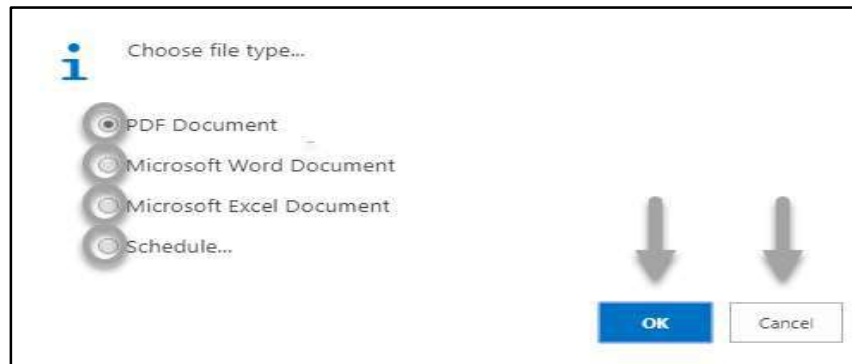 Choose file type...
PDF Document
Microsoft Word Document
Microsoft Excel Document
Schedule...
OK
Cancel